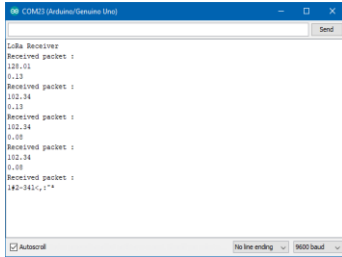 COM23 (Arduino/Genuino Uno)
Send
LoRa Receiver
Received packet :
128.01
0.13
Received packet :
102.34
0.13
Received packet :
102.34
0.08
Received packet :
102.34
0.08
Received packet :
Autoscroll
No line ending
9600 baud